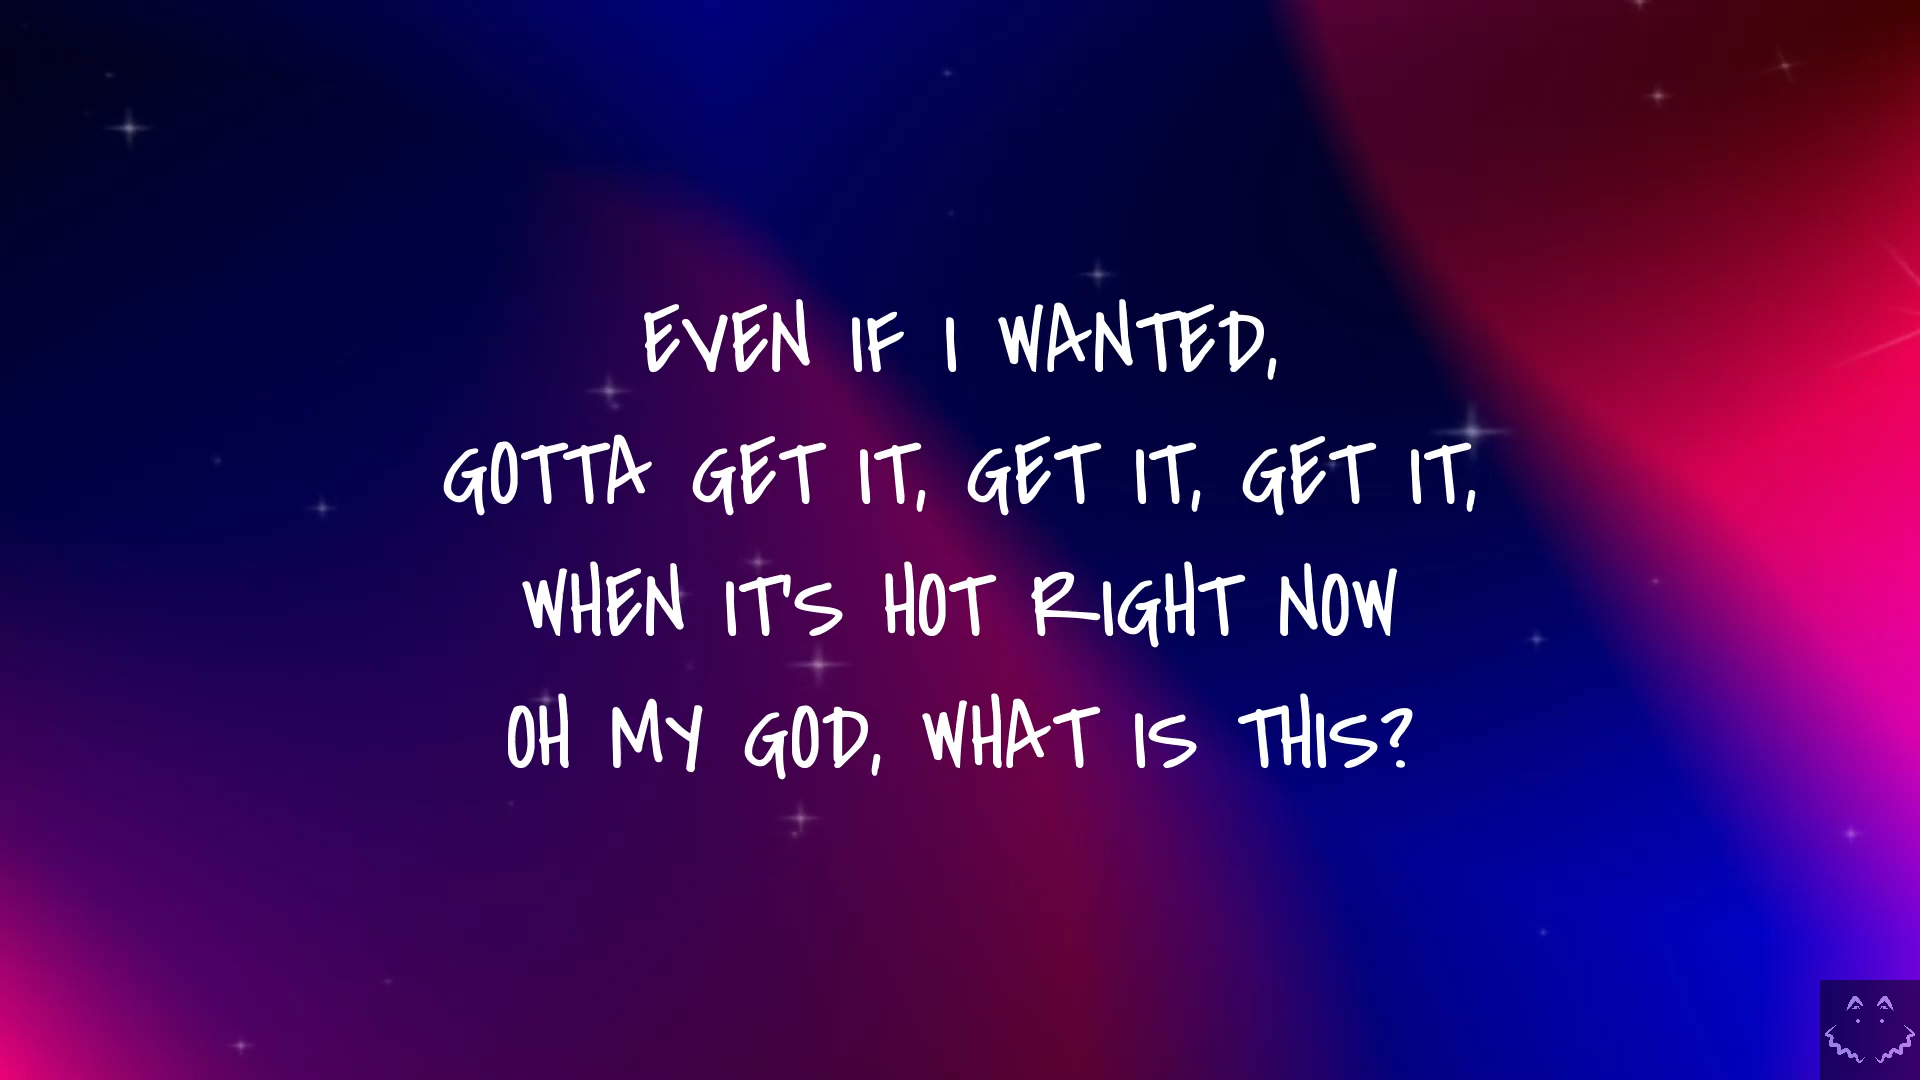 EVEN IF I WANTED,
GOTTA GET IT, GET IT, GET IT,
WHEN IT'S HOT RIGHT NOW
OH MY GOD, WHAT IS THIS?